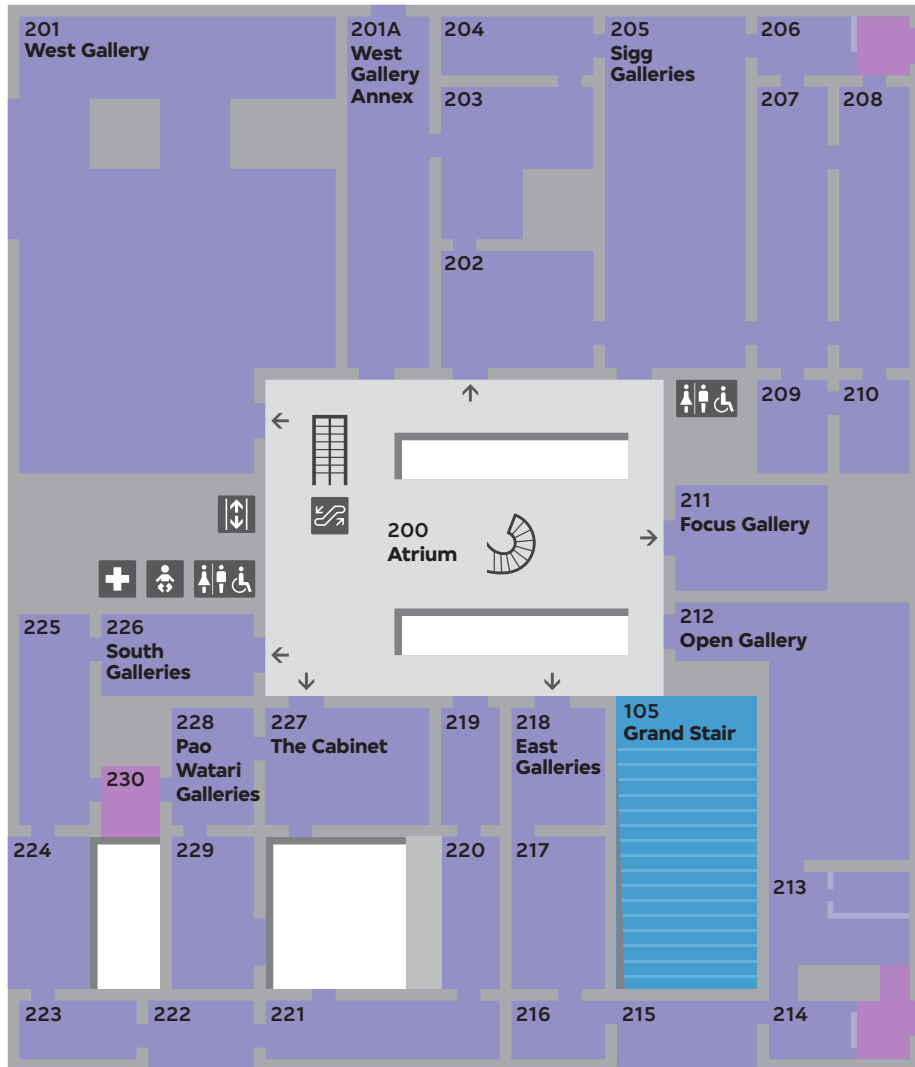 201
West Gallery
201A
West
Gallery
Annex
204
205
Sigg
Galleries
206
203
207
208
202
209
210
211
Focus Gallery
200
Atrium
212
Open Gallery
225
226
South
Galleries
228
Pao
Watari
Galleries
227
The Cabinet
219
218
East
Galleries
105
Grand Stair
230
224
229
220
217
213
223
222
221
216
215
214